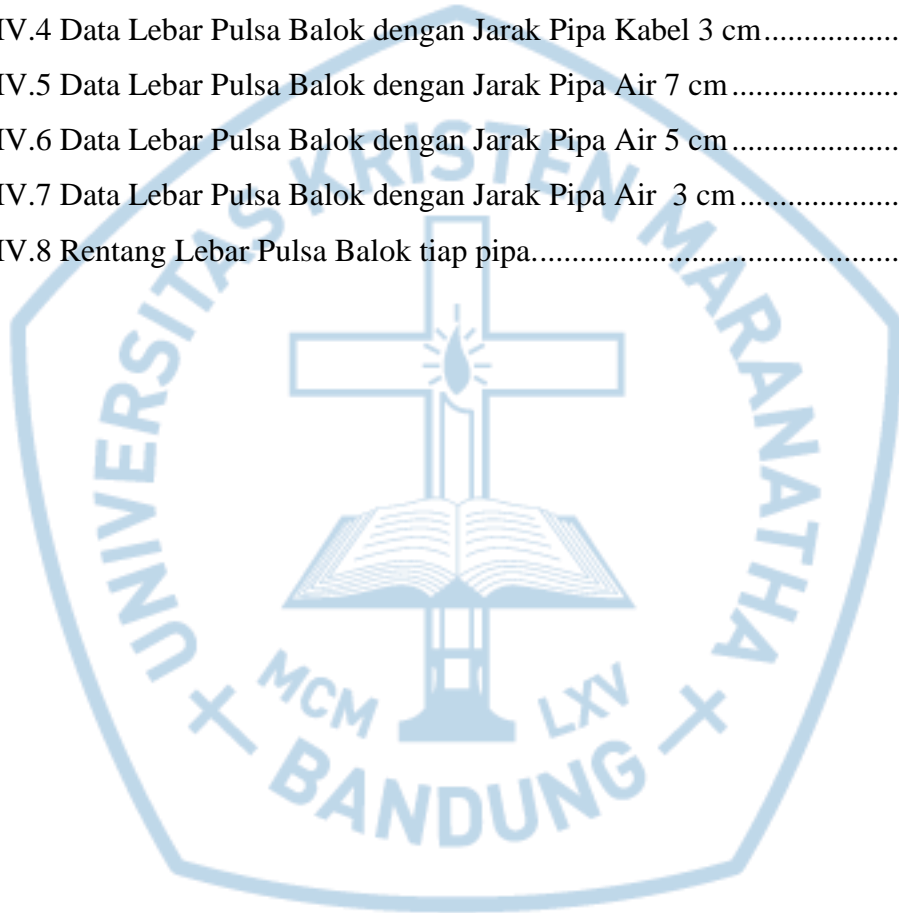 IV.4 Data Lebar Pulsa Balok dengan Jarak Pipa Kabel 3 cm.................
IV.5 Data Lebar Pulsa Balok dengan Jarak Pipa Air 7 cm.....................
IV.6 Data Lebar Pulsa Balok dengan Jarak Pipa Air 5 cm.....................
IV.7 Data Lebar Pulsa Balok dengan Jarak Pipa Air  3 cm....................
IV.8 Rentang Lebar Pulsa Balok tiap pipa.............................................
UNIVERSITAS KRISTEN MARANATHA
MCM LXV
BANDUNG